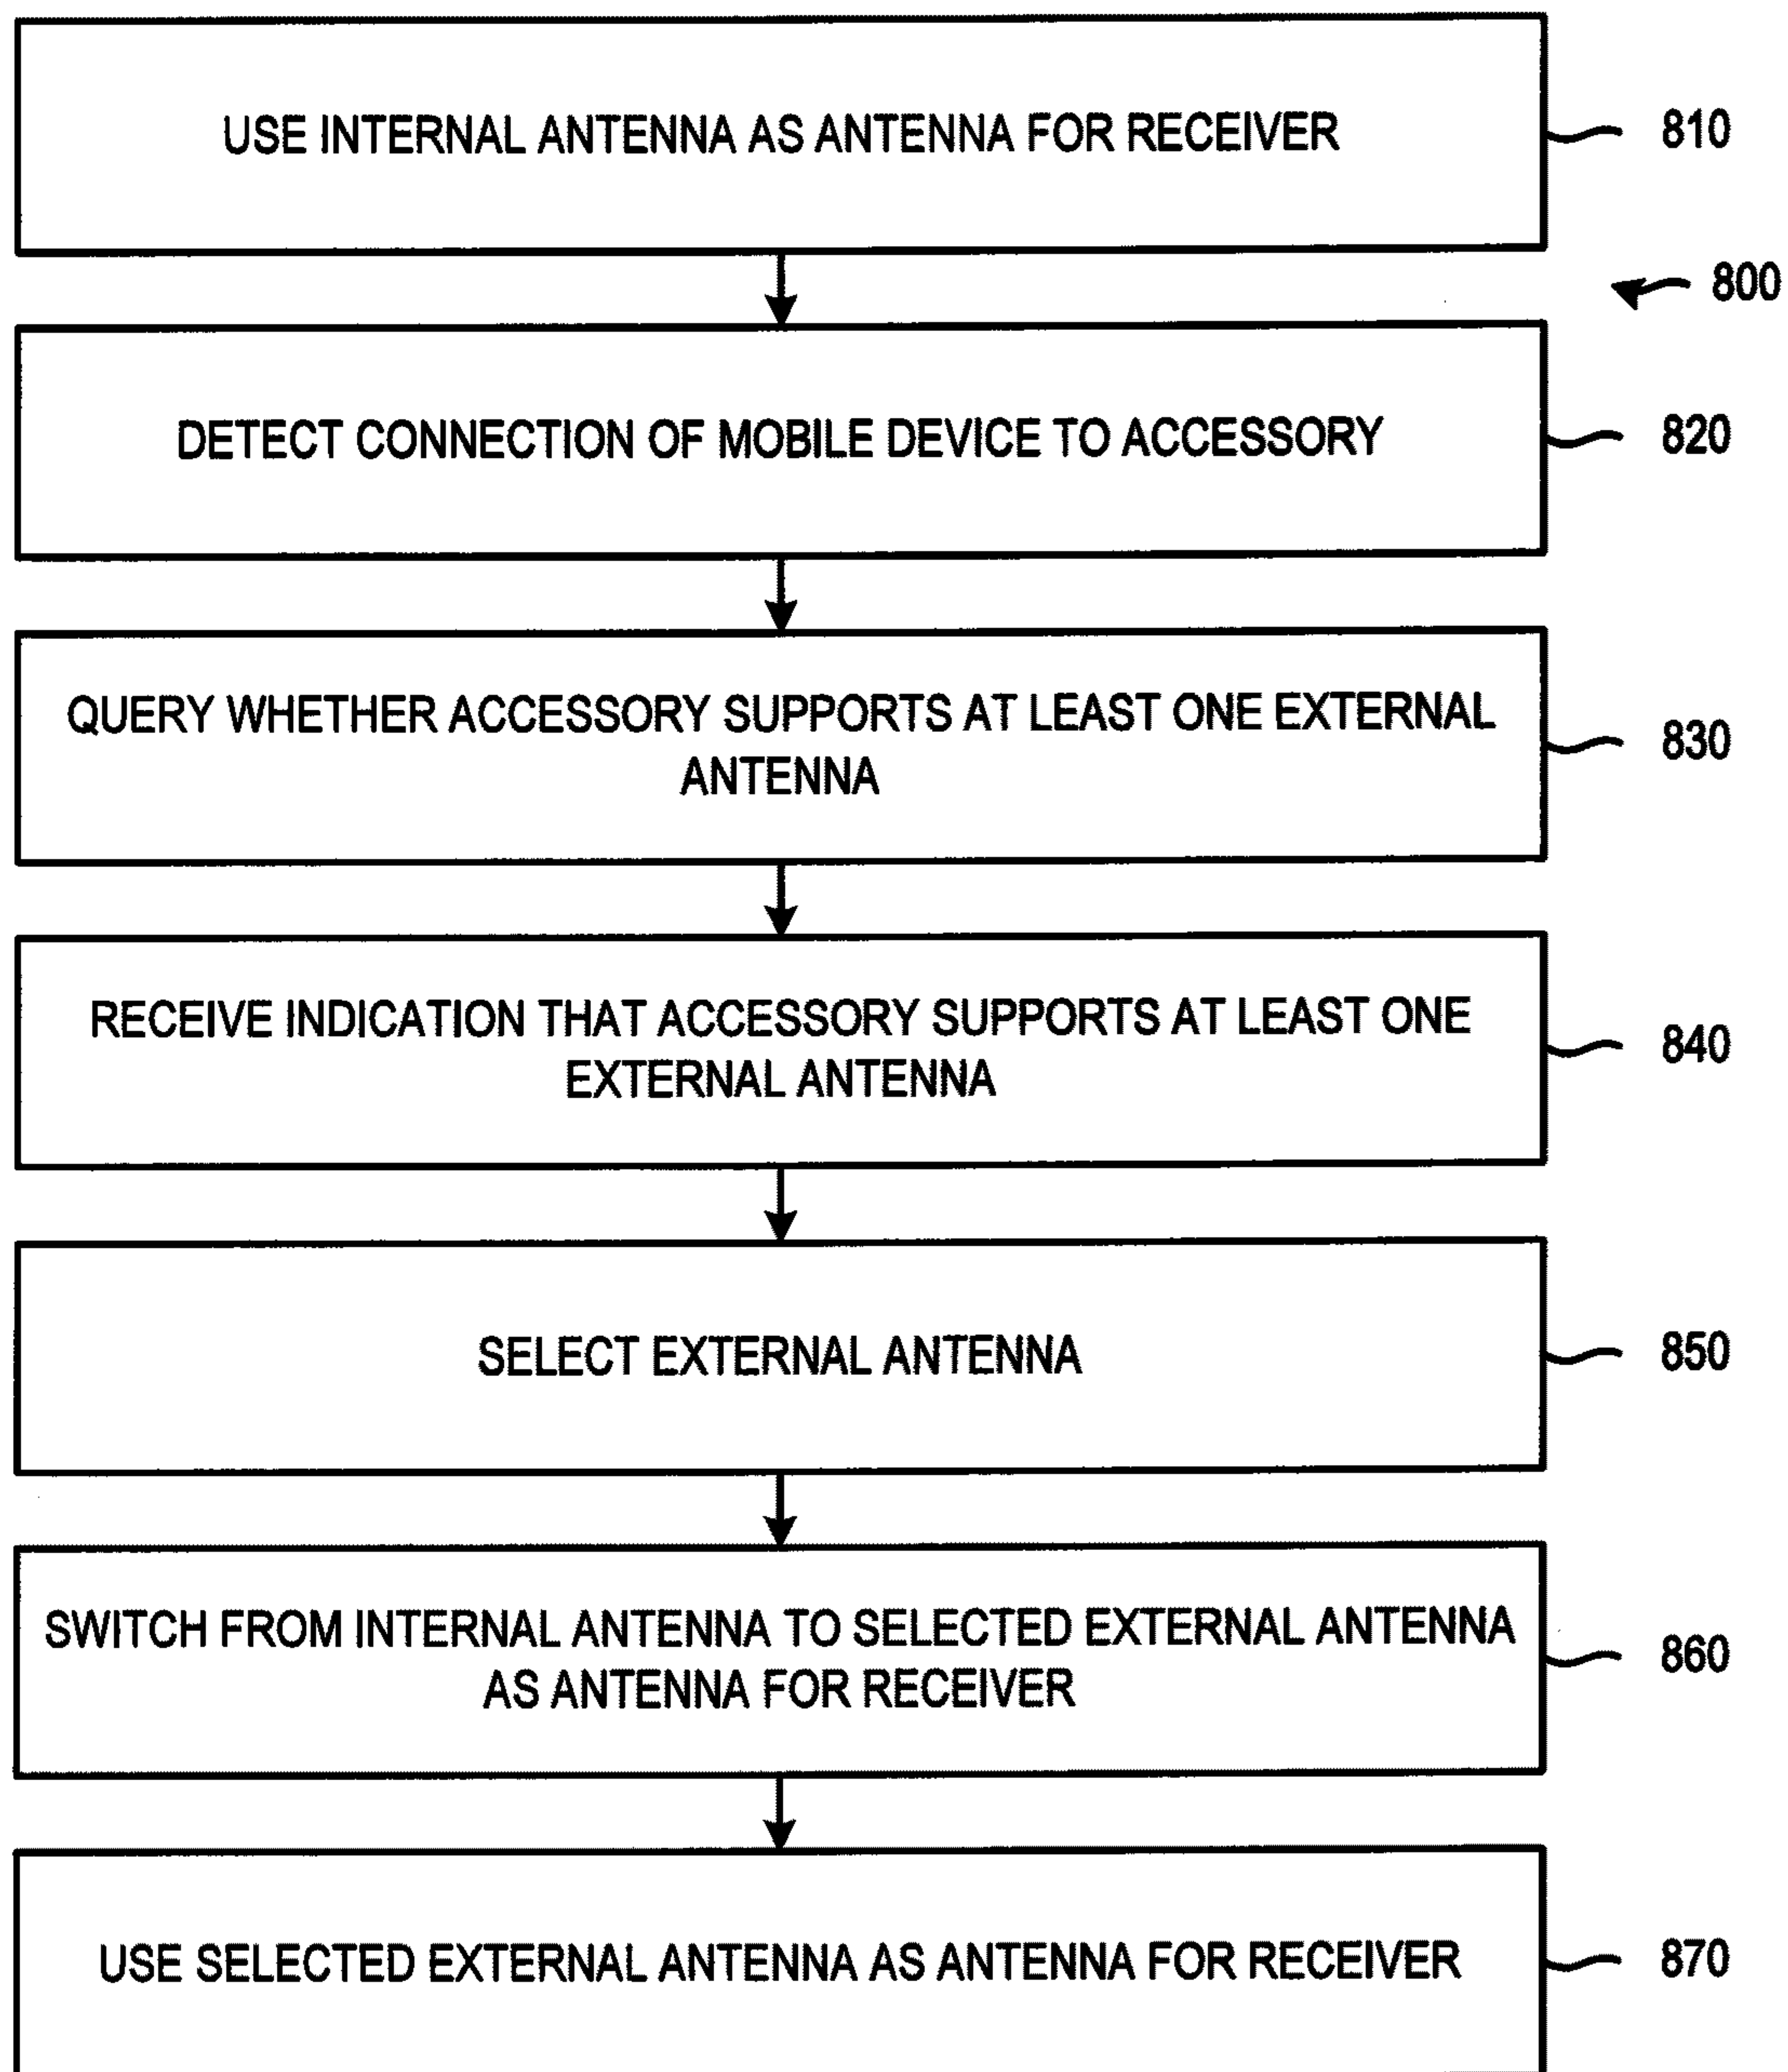 USE INTERNAL ANTENNA AS ANTENNA FOR RECEIVER
810
800
DETECT CONNECTION OF MOBILE DEVICE TO ACCESSORY
820
QUERY WHETHER ACCESSORY SUPPORTS AT LEAST ONE EXTERNAL
ANTENNA
830
RECEIVE INDICATION THAT ACCESSORY SUPPORTS AT LEAST ONE
EXTERNAL ANTENNA
840
SELECT EXTERNAL ANTENNA
850
SWITCH FROM INTERNAL ANTENNA TO SELECTED EXTERNAL ANTENNA
AS ANTENNA FOR RECEIVER
860
USE SELECTED EXTERNAL ANTENNA AS ANTENNA FOR RECEIVER
870